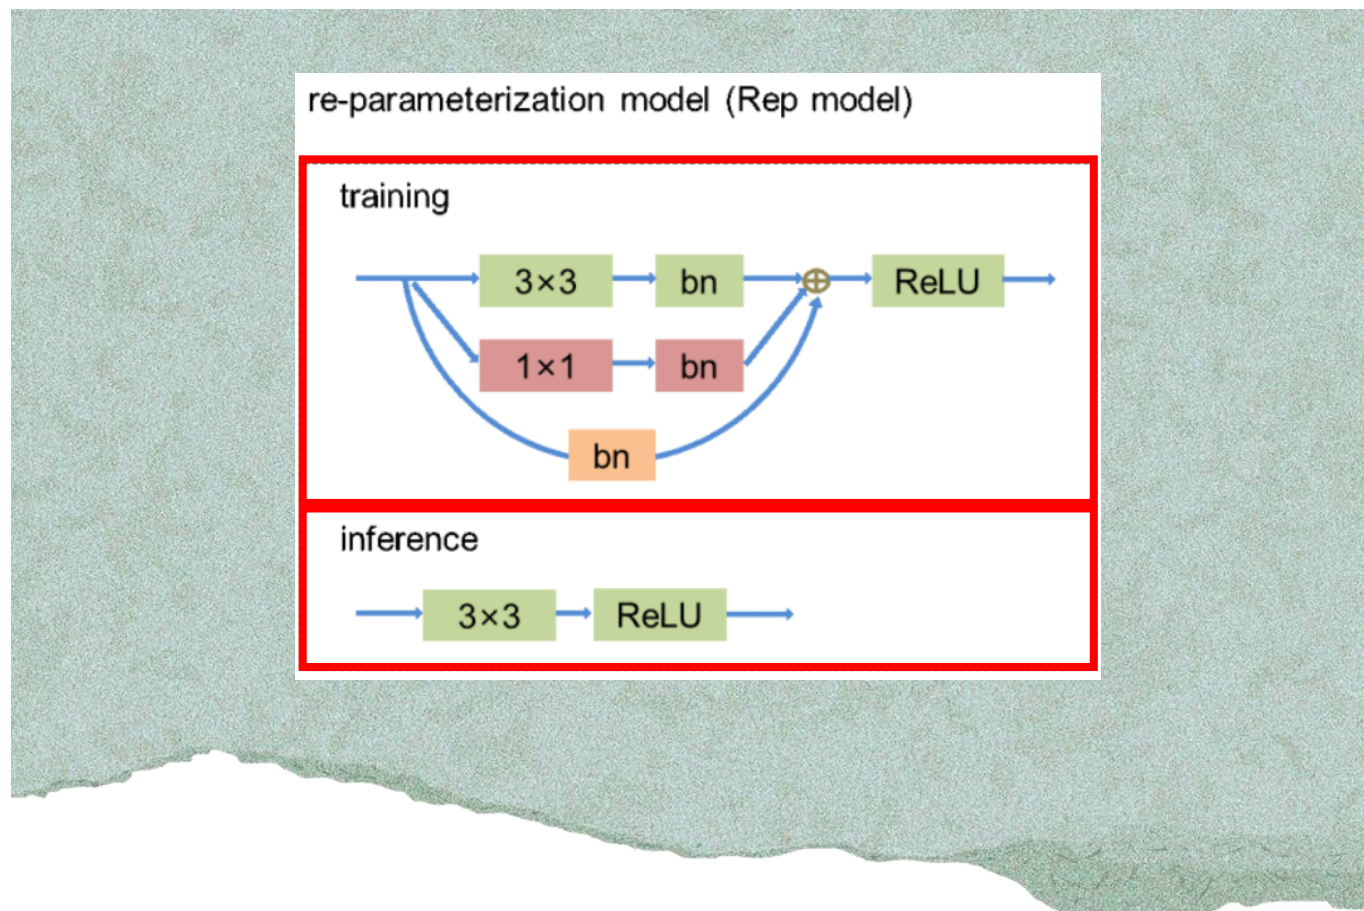 re-parameterization model (Rep model)
training
3×3 bn ⊕ ReLU
1×1 bn
bn
inference
3×3 ReLU